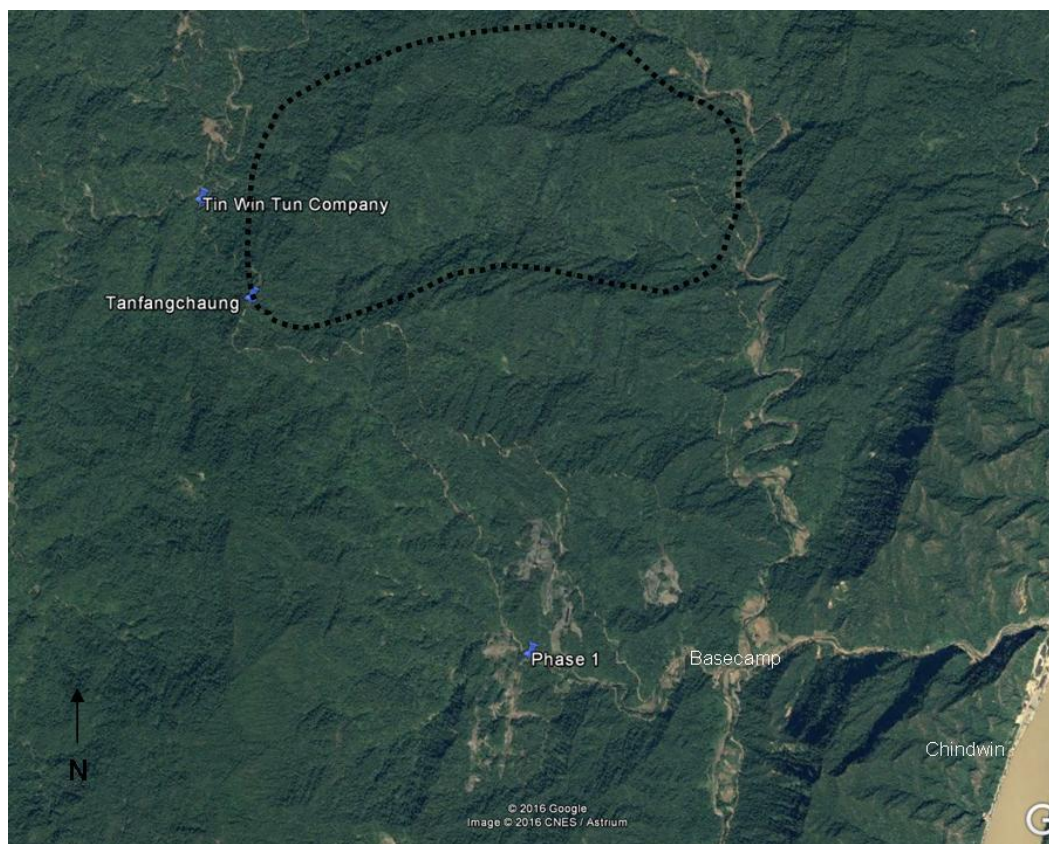 Tin Win Tun Company
Tanfangchaung
Phase 1
Basecamp
N
Chindwin
© 2016 Google
Image © 2016 CNES / Astrium
G